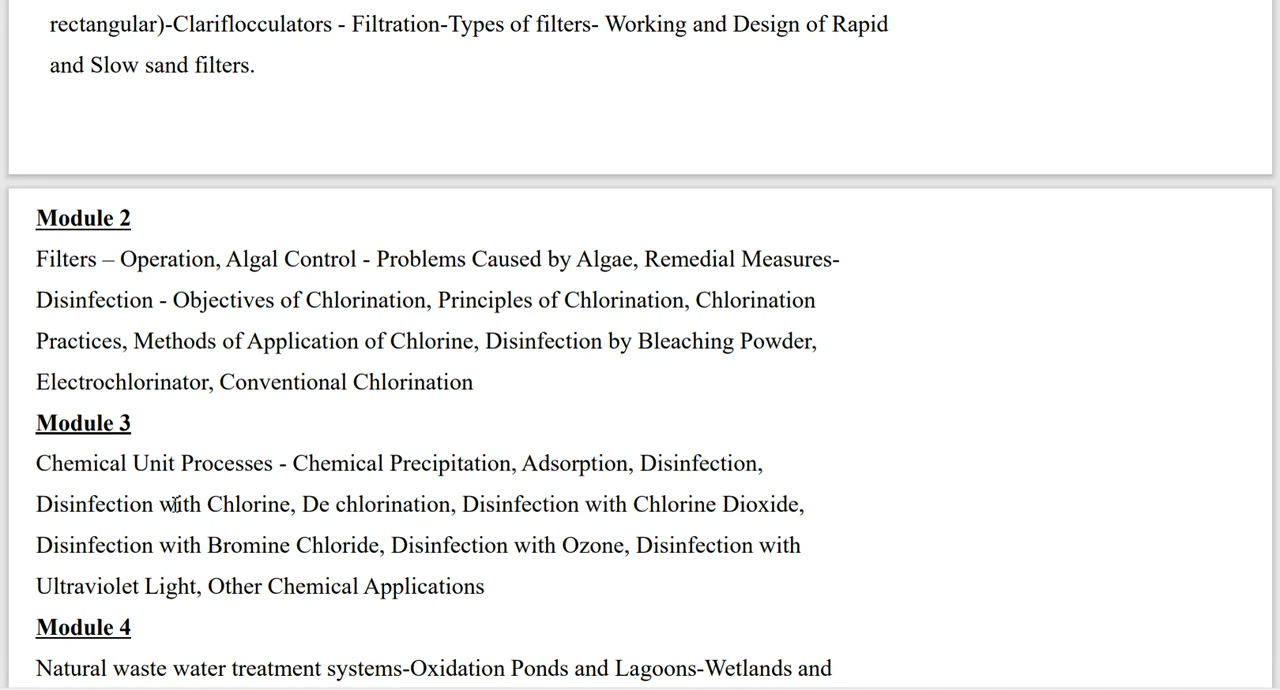 rectangular)-Clariflocculators - Filtration-Types of filters- Working and Design of Rapid
and Slow sand filters.
Module 2
Filters – Operation, Algal Control - Problems Caused by Algae, Remedial Measures-
Disinfection - Objectives of Chlorination, Principles of Chlorination, Chlorination
Practices, Methods of Application of Chlorine, Disinfection by Bleaching Powder,
Electrochlorinator, Conventional Chlorination
Module 3
Chemical Unit Processes - Chemical Precipitation, Adsorption, Disinfection,
Disinfection with Chlorine, De chlorination, Disinfection with Chlorine Dioxide,
Disinfection with Bromine Chloride, Disinfection with Ozone, Disinfection with
Ultraviolet Light, Other Chemical Applications
Module 4
Natural waste water treatment systems-Oxidation Ponds and Lagoons-Wetlands and